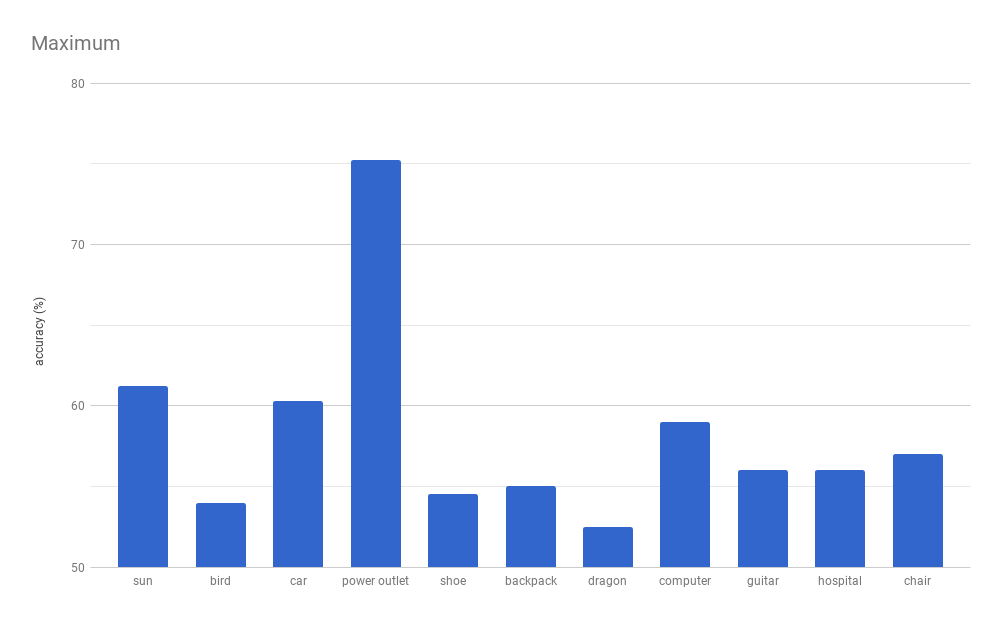 Maximum
80
70
60
50
accuracy (%)
sun bird car power outlet shoe backpack dragon computer guitar hospital chair